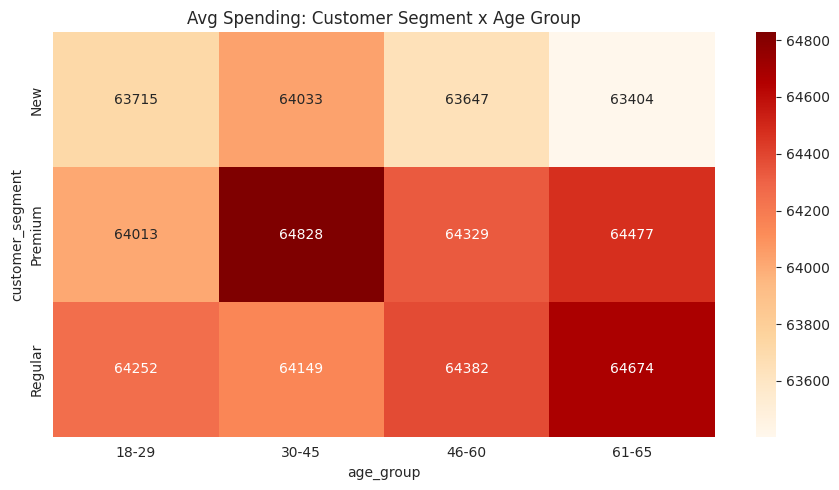 Avg Spending: Customer Segment x Age Group
customer_segment
New
63715 64033 63647 63404
Premium
64013 64828 64329 64477
Regular
64252 64149 64382 64674
18-29 30-45 46-60 61-65
age_group
64800
64600
64400
64200
64000
63800
63600